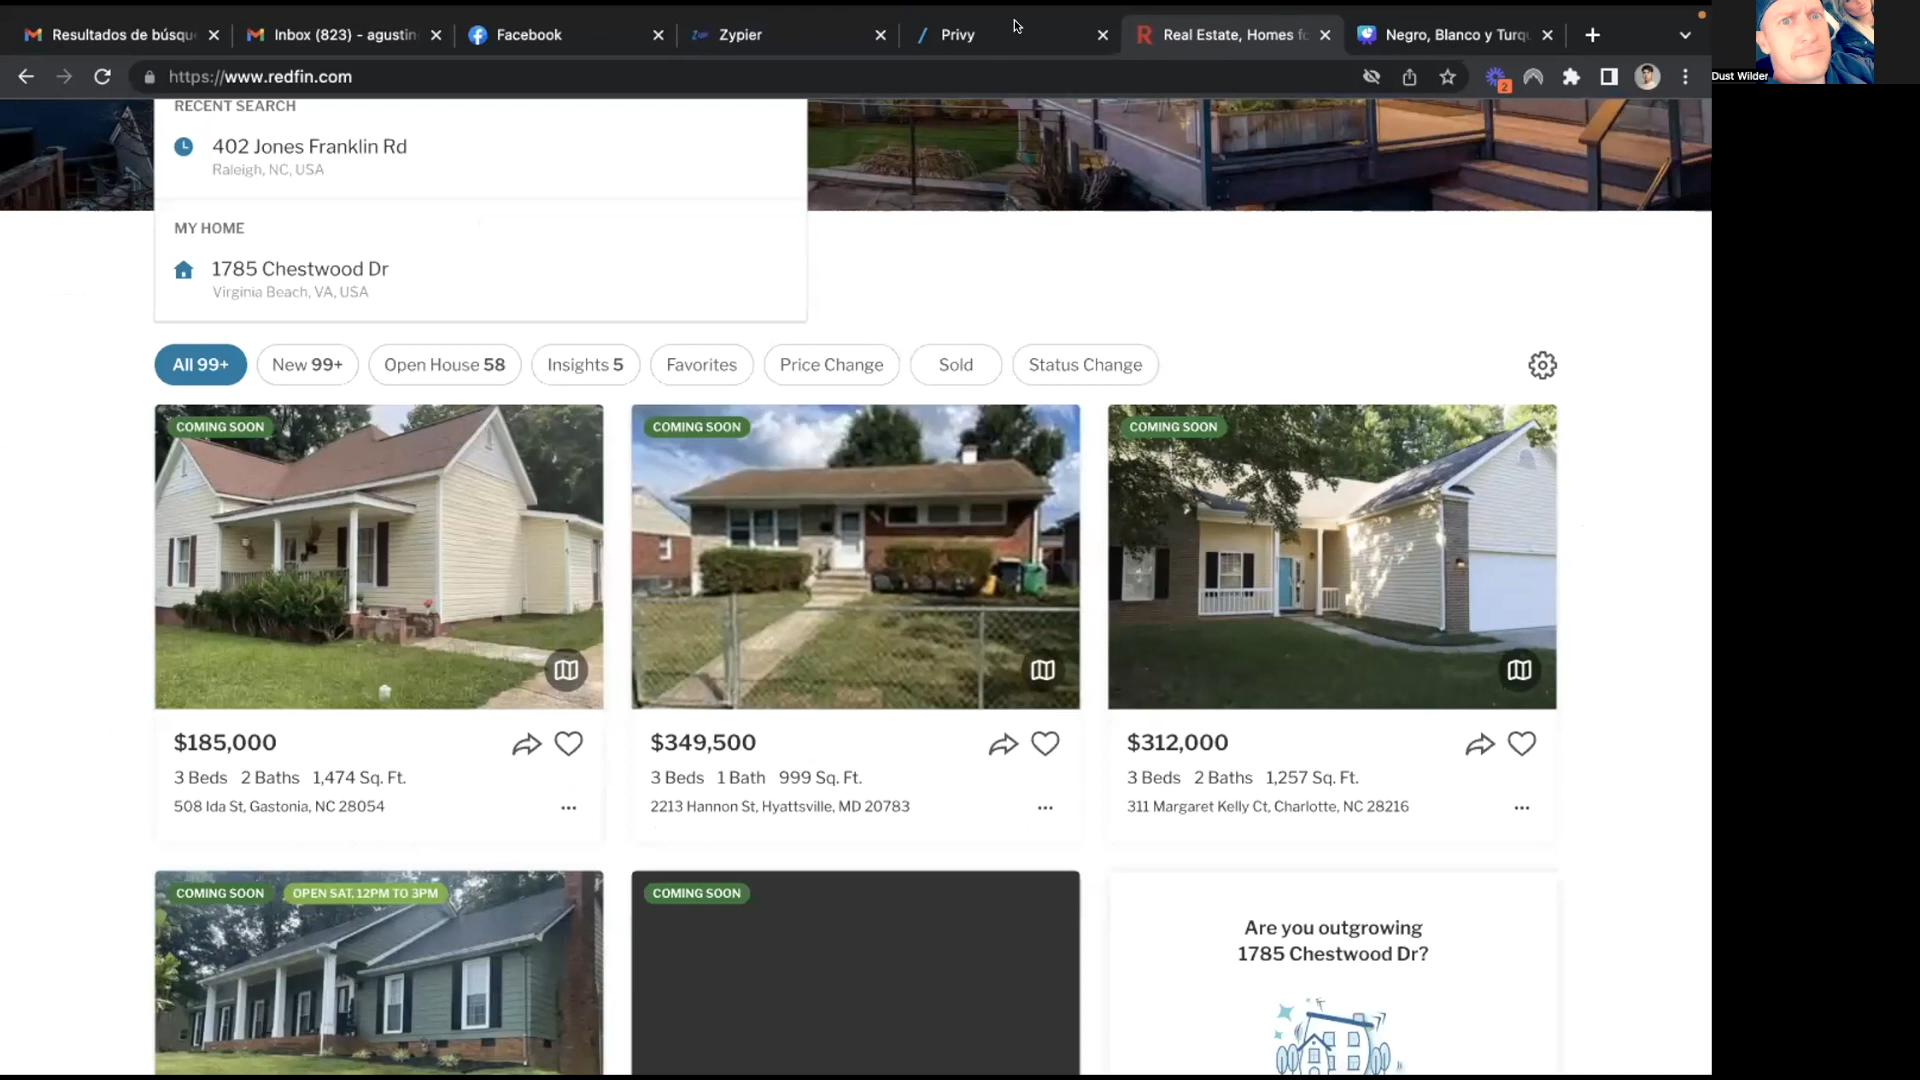 Resultados de búsqu
Inbox (823) - agustin
Facebook
Zypier
Privy
Real Estate, Homes fo
Negro, Blanco y Turqu
https://www.redfin.com
2
Dust Wilder
RECENT SEARCH
402 Jones Franklin Rd
Raleigh, NC, USA
MY HOME
1785 Chestwood Dr
Virginia Beach, VA, USA
All 99+
New 99+
Open House 58
Insights 5
Favorites
Price Change
Sold
Status Change
COMING SOON
COMING SOON
COMING SOON
$185,000
3 Beds 2 Baths 1,474 Sq. Ft.
508 Ida St, Gastonia, NC 28054
$349,500
3 Beds 1 Bath 999 Sq. Ft.
2213 Hannon St, Hyattsville, MD 20783
$312,000
3 Beds 2 Baths 1,257 Sq. Ft.
311 Margaret Kelly Ct, Charlotte, NC 28216
COMING SOON
OPEN SAT, 12PM TO 3PM
COMING SOON
Are you outgrowing
1785 Chestwood Dr?